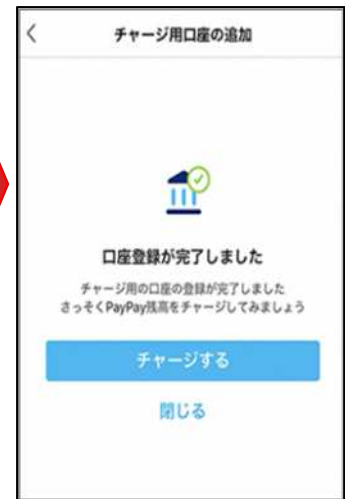 チャージ用口座の追加
口座登録が完了しました
チャージ用の口座の登録が完了しました
さっそくPayPay残高をチャージしてみましょう
チャージする
閉じる